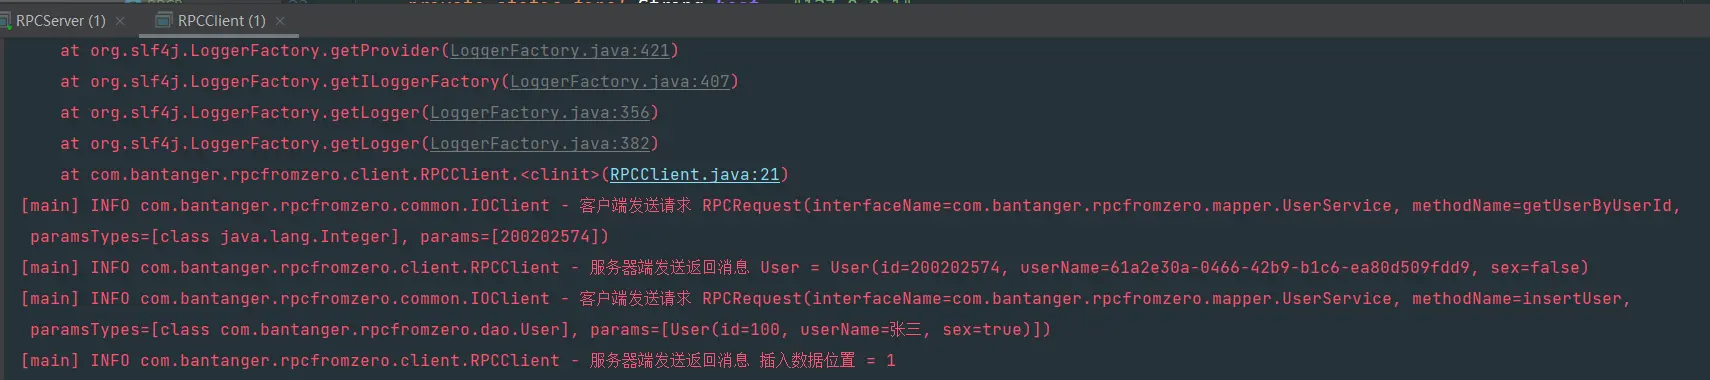 RPCServer (1) × RPCClient (1) ×
at org.slf4j.LoggerFactory.getProvider(LoggerFactory.java:421)
at org.slf4j.LoggerFactory.getILoggerFactory(LoggerFactory.java:407)
at org.slf4j.LoggerFactory.getLogger(LoggerFactory.java:356)
at org.slf4j.LoggerFactory.getLogger(LoggerFactory.java:382)
at com.bantanger.rpcfromzero.client.RPCClient.<clinit>(RPCClient.java:21)
[main] INFO com.bantanger.rpcfromzero.common.IOClient - 客户端发送请求 RPCRequest(interfaceName=com.bantanger.rpcfromzero.mapper.UserService, methodName=getUserByUserId,
paramsTypes=[class java.lang.Integer], params=[200202574])
[main] INFO com.bantanger.rpcfromzero.client.RPCClient - 服务器端发送返回消息 User = User(id=200202574, userName=61a2e30a-0466-42b9-b1c6-ea80d509fdd9, sex=false)
[main] INFO com.bantanger.rpcfromzero.common.IOClient - 客户端发送请求 RPCRequest(interfaceName=com.bantanger.rpcfromzero.mapper.UserService, methodName=insertUser,
paramsTypes=[class com.bantanger.rpcfromzero.dao.User], params=[User(id=100, userName=张三, sex=true)])
[main] INFO com.bantanger.rpcfromzero.client.RPCClient - 服务器端发送返回消息 插入数据位置 = 1